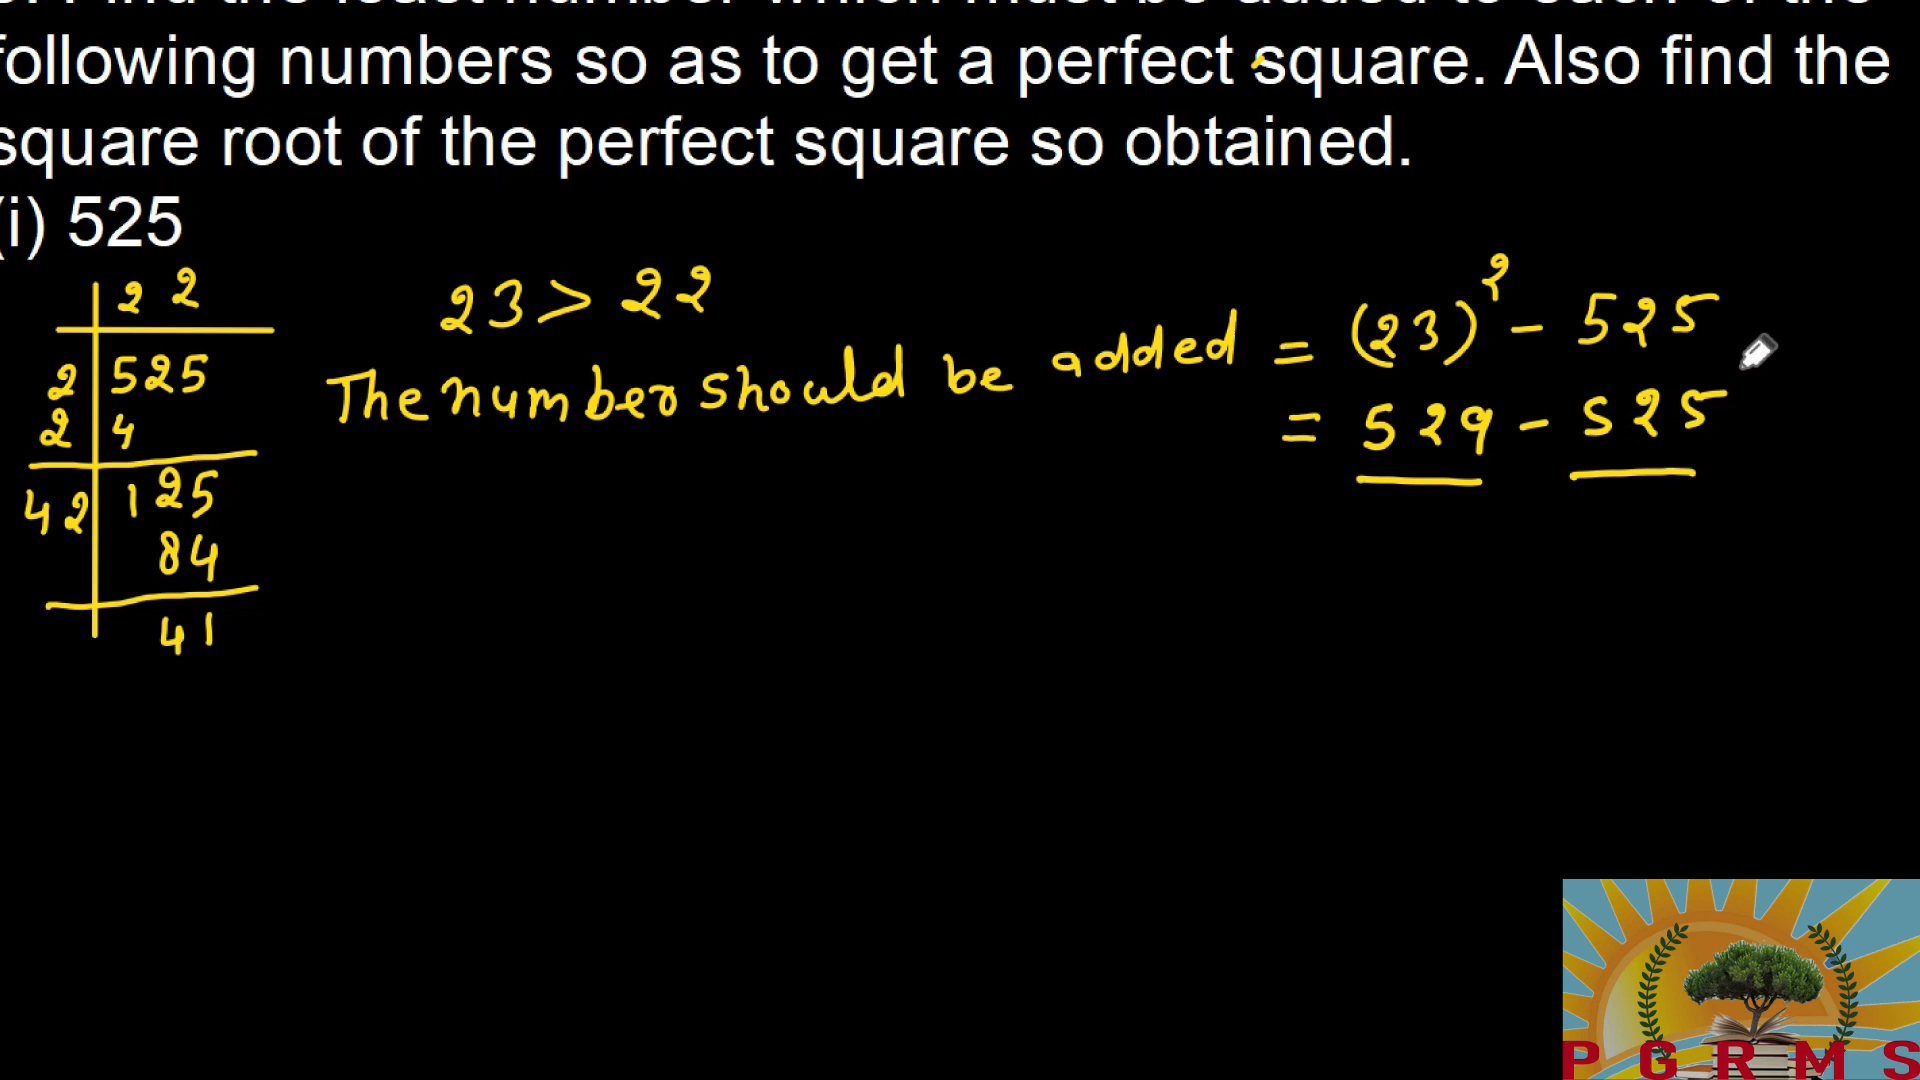 following numbers so as to get a perfect square. Also find the
square root of the perfect square so obtained.
(i) 525
2 2
2 525
2 4
42 125
84
41
23 > 22
The number should be added = (23)² - 525
= 529 - 525
P G R M S